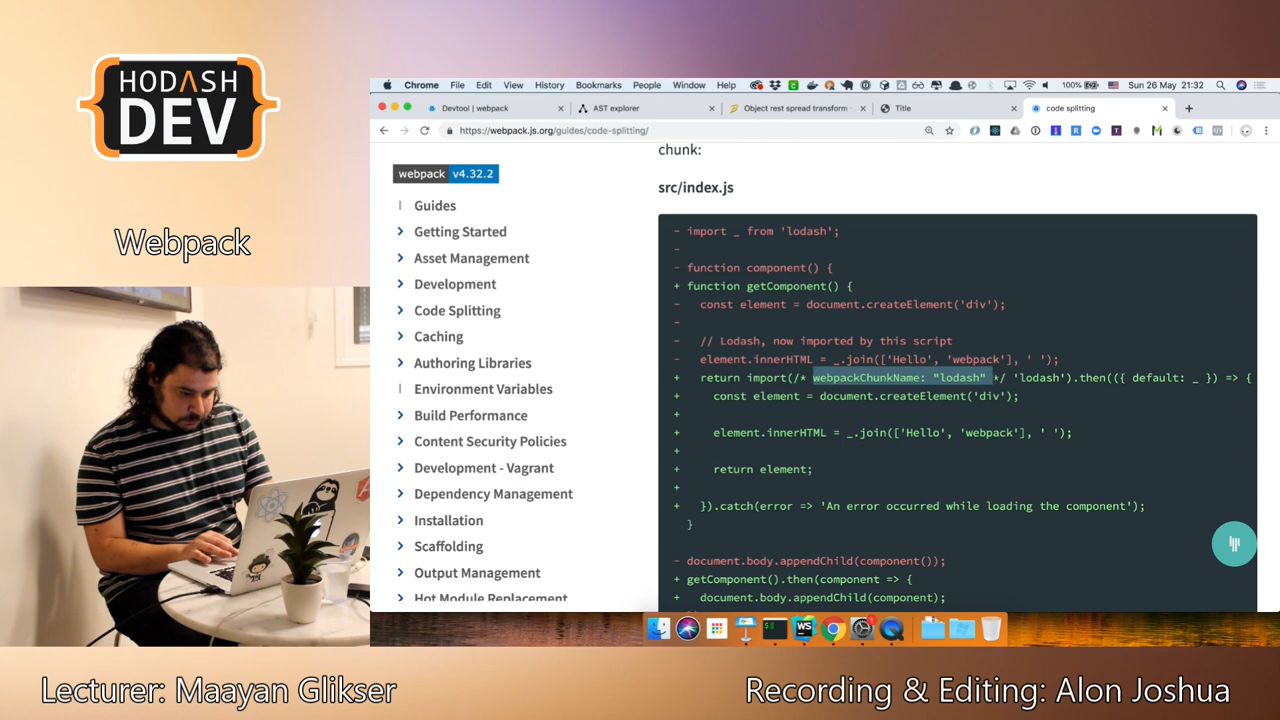 HODASH
DEV
Webpack
Chrome File Edit View History Bookmarks People Window Help 100% Sun 26 May 21:32
Devtool | webpack
AST explorer
Object rest spread transform
Title
code splitting
https://webpack.js.org/guides/code-splitting/
webpack v4.32.2
Guides
Getting Started
Asset Management
Development
Code Splitting
Caching
Authoring Libraries
Environment Variables
Build Performance
Content Security Policies
Development - Vagrant
Dependency Management
Installation
Scaffolding
Output Management
Hot Module Replacement
chunk:
src/index.js
- import _ from 'lodash';
-
- function component() {
+ function getComponent() {
- const element = document.createElement('div');
-
- // Lodash, now imported by this script
- element.innerHTML = _.join(['Hello', 'webpack'], ' ');
+ return import(/* webpackChunkName: "lodash" */ 'lodash').then(({ default: _ }) => {
+ const element = document.createElement('div');
+
+ element.innerHTML = _.join(['Hello', 'webpack'], ' ');
+
+ return element;
+
+ }).catch(error => 'An error occurred while loading the component');
}
- document.body.appendChild(component());
+ getComponent().then(component => {
+ document.body.appendChild(component);
Lecturer: Maayan Glikser
Recording & Editing: Alon Joshua